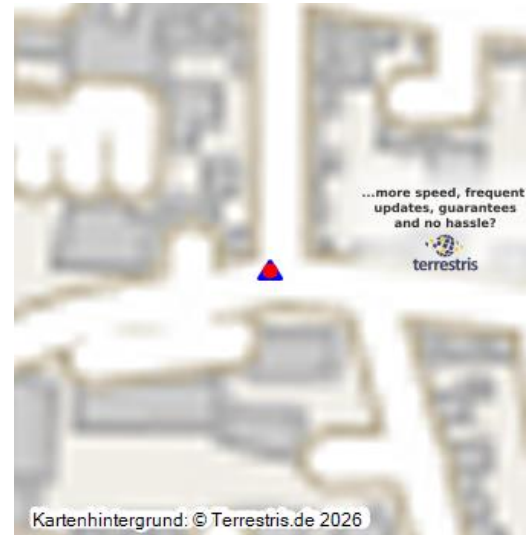 ...more speed, frequent
updates, guarantees
and no hassle?
terrestris
Kartenhintergrund: © Terrestris.de 2026